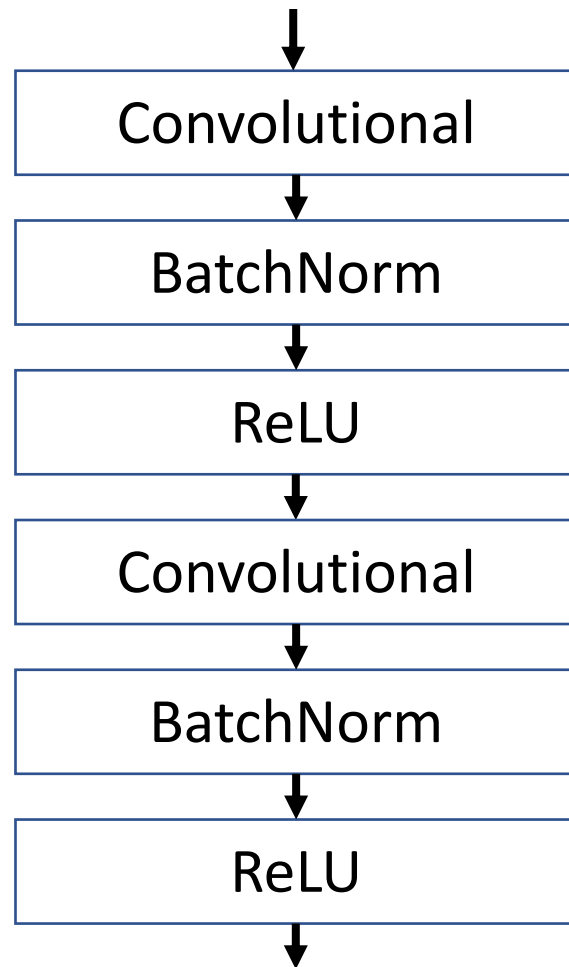 Convolutional
BatchNorm
ReLU
Convolutional
BatchNorm
ReLU